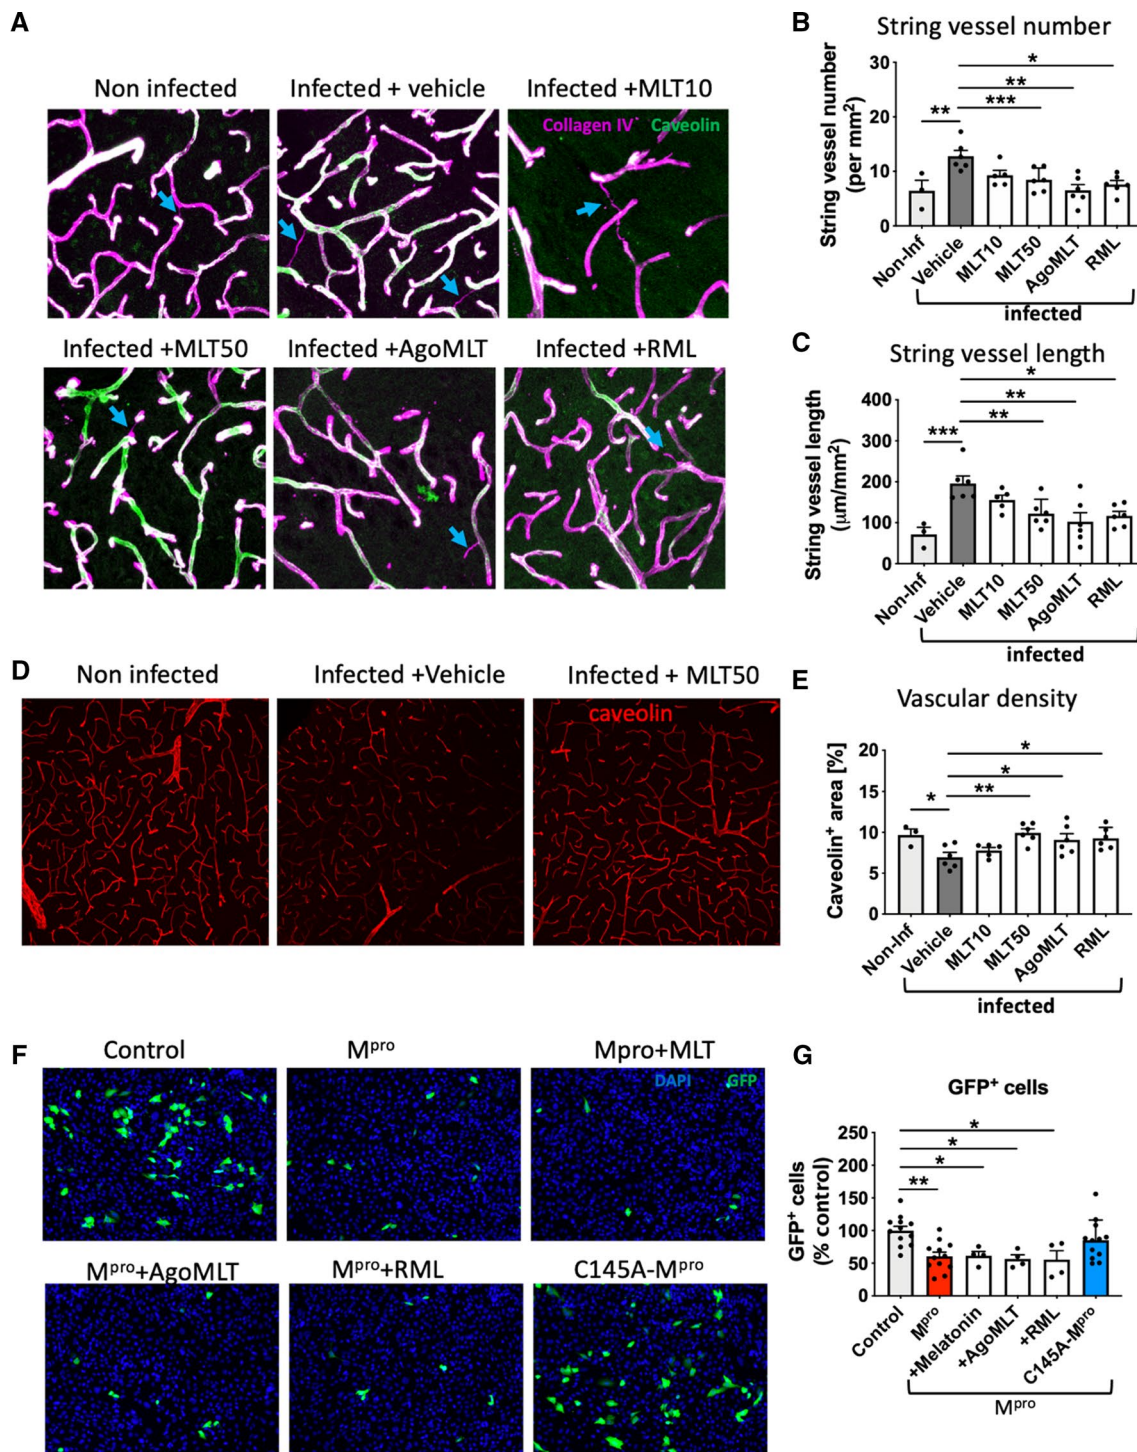 A
Non infected
Infected + vehicle
Infected +MLT10
Collagen IV
Caveolin
Infected +MLT50
Infected +AgoMLT
Infected +RML
B
String vessel number
String vessel number
(per mm²)
30
20
10
0
**
***
**
*
Non-Inf
Vehicle
MLT10
MLT50
AgoMLT
RML
infected
C
String vessel length
String vessel length
(µm/mm²)
400
300
200
100
0
***
**
**
*
Non-Inf
Vehicle
MLT10
MLT50
AgoMLT
RML
infected
D
Non infected
Infected +Vehicle
Infected + MLT50
caveolin
E
Vascular density
Caveolin⁺ area [%]
20
15
10
5
0
*
**
*
*
Non-Inf
Vehicle
MLT10
MLT50
AgoMLT
RML
infected
F
Control
Mᵖʳᵒ
Mpro+MLT
DAPI
GFP
Mᵖʳᵒ+AgoMLT
Mᵖʳᵒ+RML
C145A-Mᵖʳᵒ
G
GFP⁺ cells
GFP⁺ cells
(% control)
250
200
150
100
50
0
**
*
*
*
Control
Mᵖʳᵒ
+Melatonin
+AgoMLT
+RML
C145A-Mᵖʳᵒ
Mᵖʳᵒ